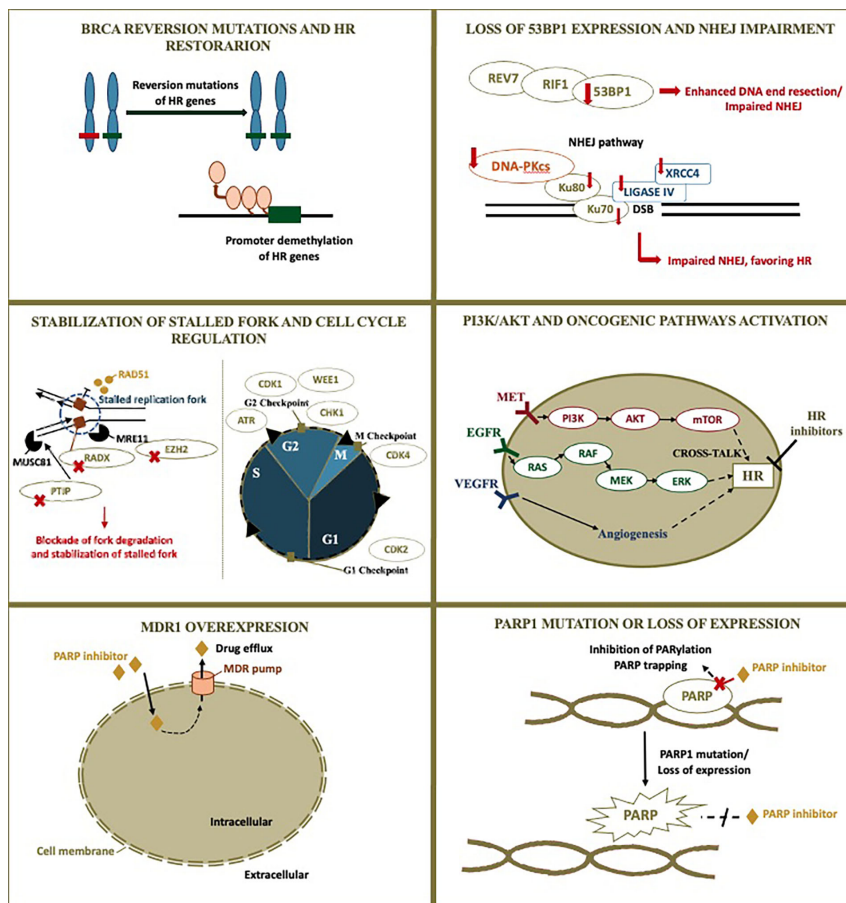 BRCA REVERSION MUTATIONS AND HR
RESTORARION
Reversion mutations
of HR genes
Promoter demethylation
of HR genes
LOSS OF 53BP1 EXPRESSION AND NHEJ IMPAIRMENT
REV7
RIF1
53BP1
Enhanced DNA end resection/
Impaired NHEJ
NHEJ pathway
DNA-PKcs
XRCC4
Ku80
LIGASE IV
Ku70
DSB
Impaired NHEJ, favoring HR
STABILIZATION OF STALLED FORK AND CELL CYCLE
REGULATION
RAD51
Stalled replication fork
MRE11
MUSC81
RADX
EZH2
PTIP
Blockade of fork degradation
and stabilization of stalled fork
WEE1
CDK1
G2 Checkpoint
CHK1
ATR
M Checkpoint
G2
M
CDK4
S
G1
CDK2
G1 Checkpoint
PI3K/AKT AND ONCOGENIC PATHWAYS ACTIVATION
MET
PI3K
AKT
mTOR
HR
inhibitors
EGFR
RAS
RAF
CROSS-TALK
MEK
ERK
HR
VEGFR
Angiogenesis
MDR1 OVEREXPRESION
PARP inhibitor
Drug efflux
MDR pump
Intracellular
Cell membrane
Extracellular
PARP1 MUTATION OR LOSS OF EXPRESSION
Inhibition of PARylation
PARP trapping
PARP inhibitor
PARP
PARP1 mutation/
Loss of expression
PARP
PARP inhibitor